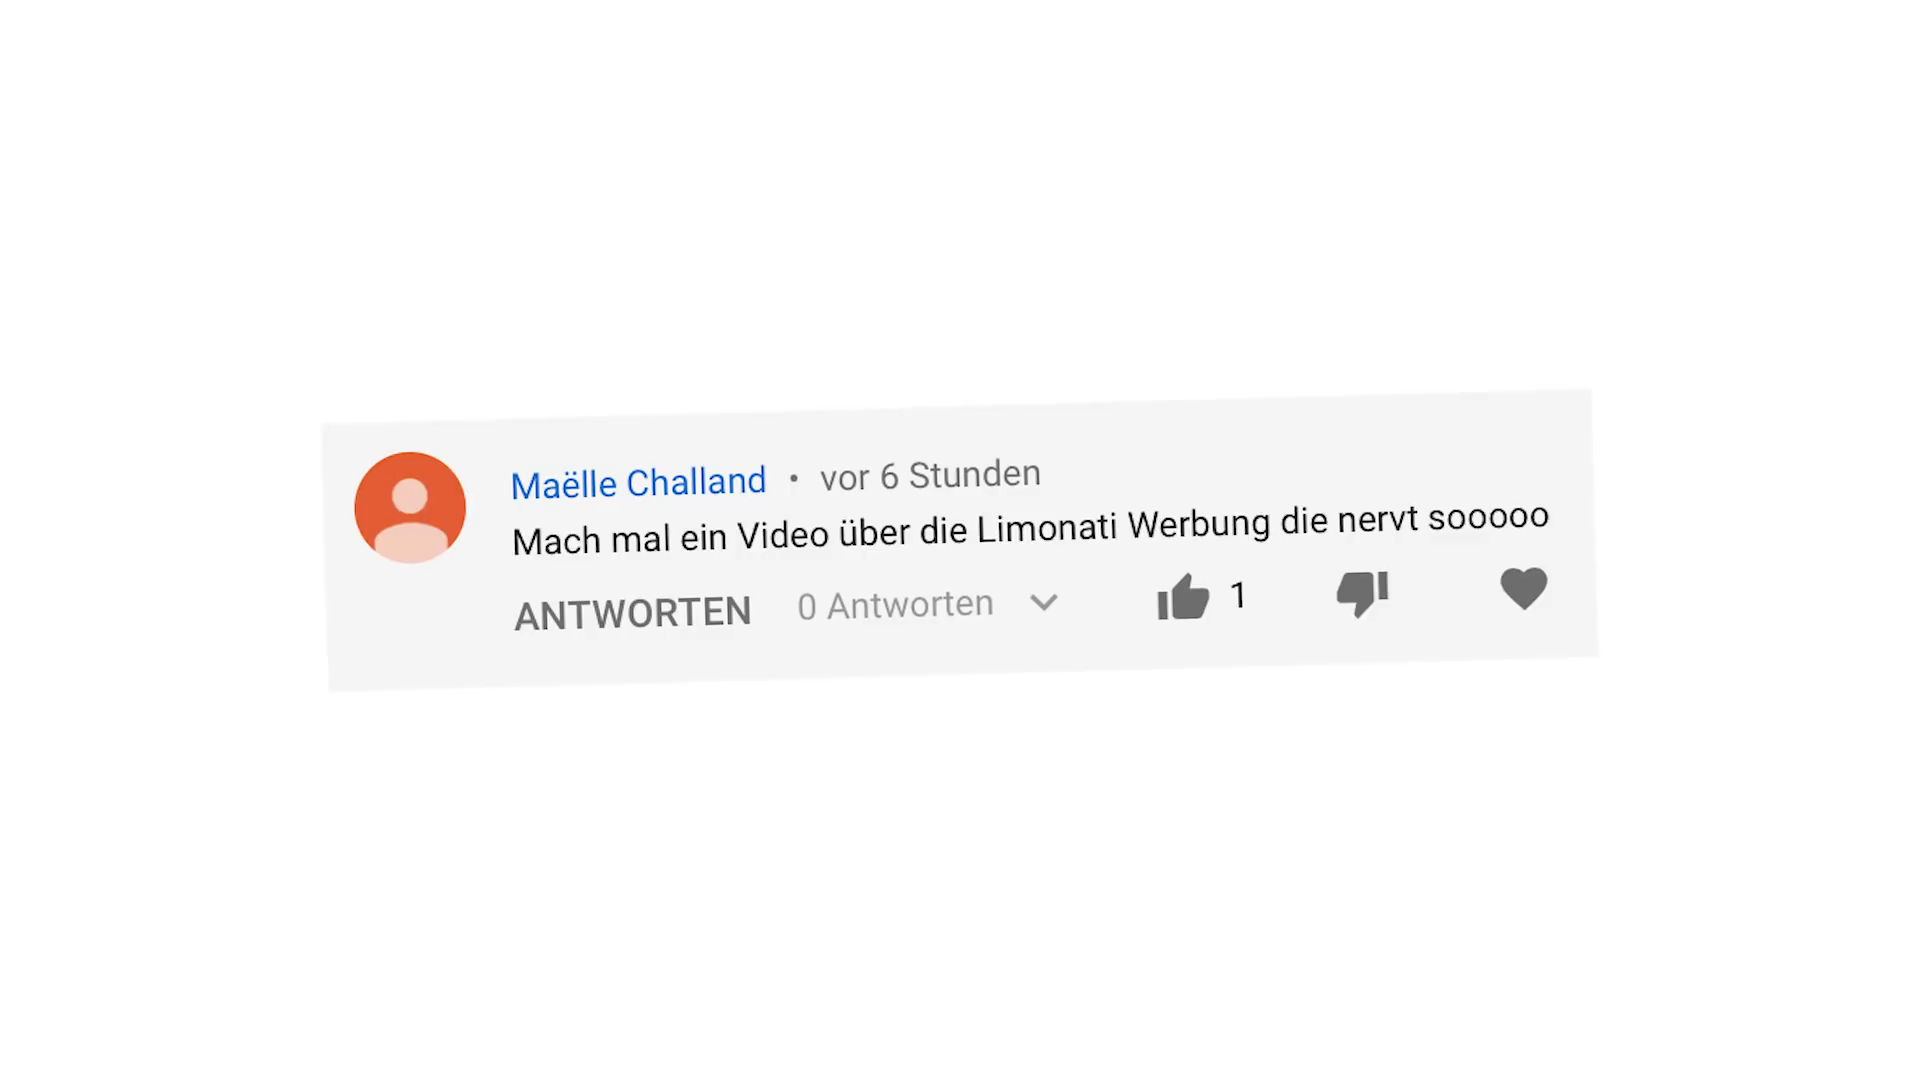 Maëlle Challand • vor 6 Stunden
Mach mal ein Video über die Limonati Werbung die nervt sooooo
ANTWORTEN 0 Antworten 1